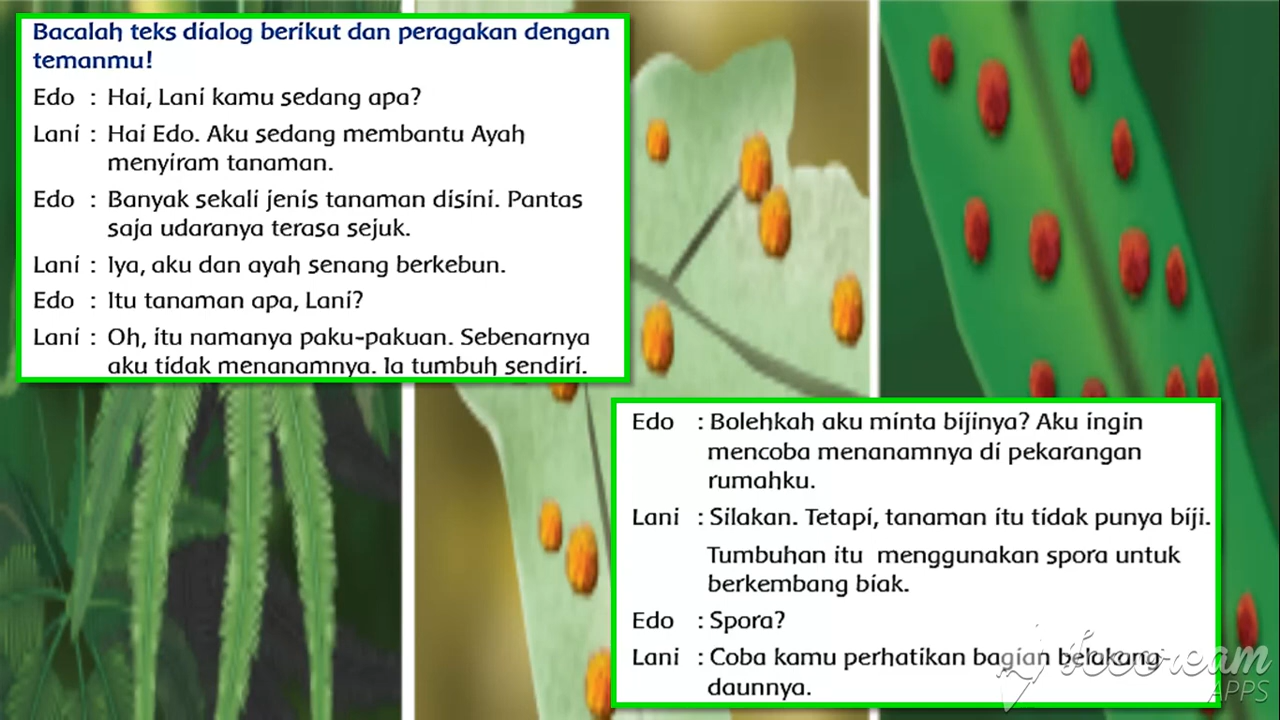 Bacalah teks dialog berikut dan peragakan dengan
temanmu!
Edo : Hai, Lani kamu sedang apa?
Lani : Hai Edo. Aku sedang membantu Ayah
menyiram tanaman.
Edo : Banyak sekali jenis tanaman disini. Pantas
saja udaranya terasa sejuk.
Lani : Iya, aku dan ayah senang berkebun.
Edo : Itu tanaman apa, Lani?
Lani : Oh, itu namanya paku-pakuan. Sebenarnya
aku tidak menanamnya. Ia tumbuh sendiri.
Edo : Bolehkah aku minta bijinya? Aku ingin
mencoba menanamnya di pekarangan
rumahku.
Lani : Silakan. Tetapi, tanaman itu tidak punya biji.
Tumbuhan itu menggunakan spora untuk
berkembang biak.
Edo : Spora?
Lani : Coba kamu perhatikan bagian belakang
daunnya.
APPS